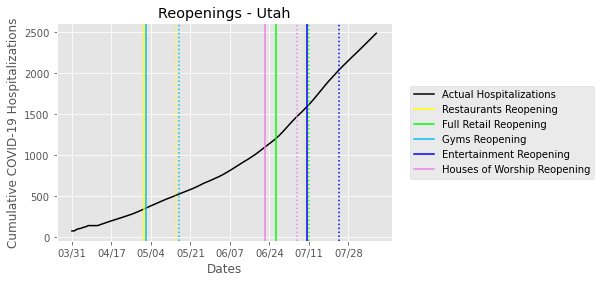 Reopenings - Utah
Cumulative COVID-19 Hospitalizations
2500
2000
1500
1000
500
0
03/31 04/17 05/04 05/21 06/07 06/24 07/11 07/28
Dates
Actual Hospitalizations
Restaurants Reopening
Full Retail Reopening
Gyms Reopening
Entertainment Reopening
Houses of Worship Reopening